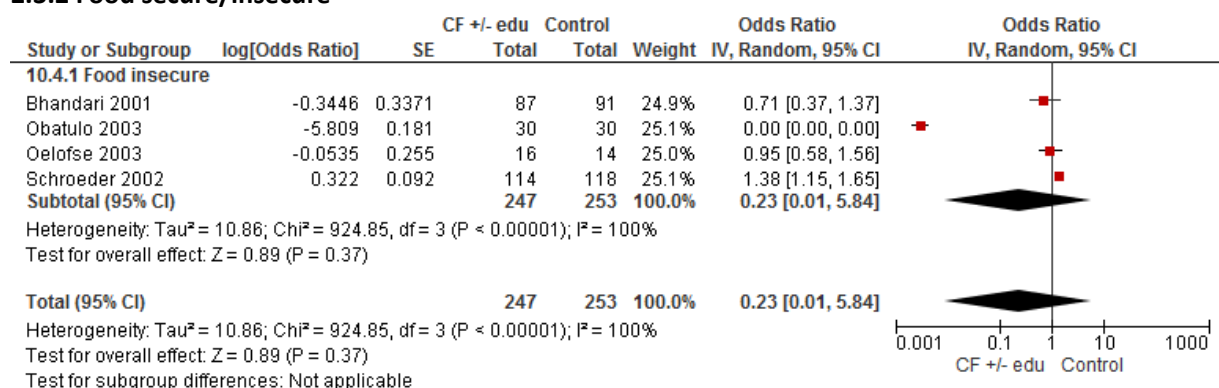 CF +/- edu Control Odds Ratio Odds Ratio
Study or Subgroup log[Odds Ratio] SE Total Total Weight IV, Random, 95% CI IV, Random, 95% CI
10.4.1 Food insecure
Bhandari 2001 -0.3446 0.3371 87 91 24.9% 0.71 [0.37, 1.37]
Obatulo 2003 -5.809 0.181 30 30 25.1% 0.00 [0.00, 0.00]
Oelofse 2003 -0.0535 0.255 16 14 25.0% 0.95 [0.58, 1.56]
Schroeder 2002 0.322 0.092 114 118 25.1% 1.38 [1.15, 1.65]
Subtotal (95% CI) 247 253 100.0% 0.23 [0.01, 5.84]
Heterogeneity: Tau² = 10.86; Chi² = 924.85, df = 3 (P < 0.00001); I² = 100%
Test for overall effect: Z = 0.89 (P = 0.37)
Total (95% CI) 247 253 100.0% 0.23 [0.01, 5.84]
Heterogeneity: Tau² = 10.86; Chi² = 924.85, df = 3 (P < 0.00001); I² = 100%
Test for overall effect: Z = 0.89 (P = 0.37)
Test for subgroup differences: Not applicable
0.001 0.1 1 10 1000
CF +/- edu Control